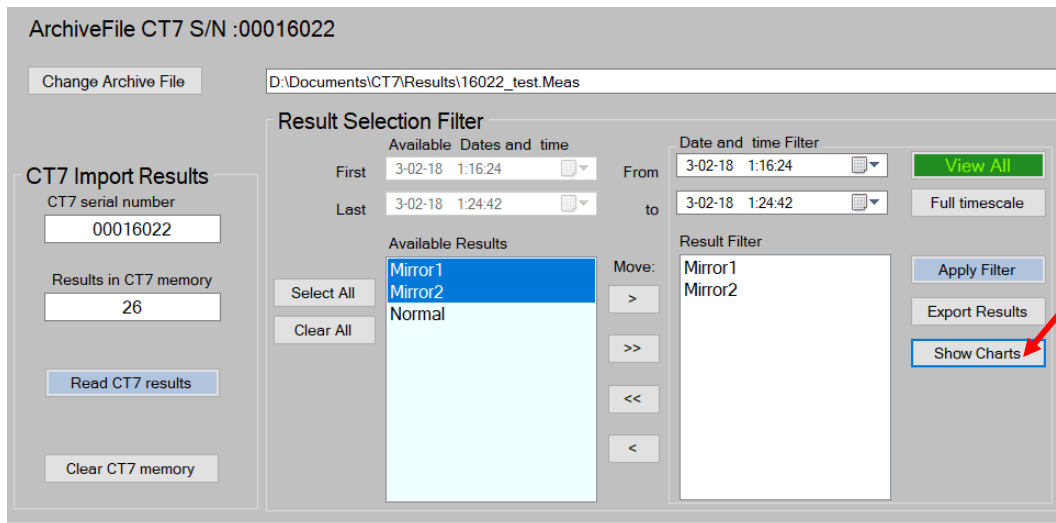 ArchiveFile CT7 S/N :00016022
Change Archive File
D:\Documents\CT7\Results\16022_test.Meas
Result Selection Filter
Available Dates and time
Date and time Filter
First
3-02-18 1:16:24
From
3-02-18 1:16:24
View All
Last
3-02-18 1:24:42
to
3-02-18 1:24:42
Full timescale
CT7 Import Results
CT7 serial number
00016022
Results in CT7 memory
26
Read CT7 results
Clear CT7 memory
Select All
Clear All
Available Results
Mirror1
Mirror2
Normal
Move:
>
>>
<<
<
Result Filter
Mirror1
Mirror2
Apply Filter
Export Results
Show Charts